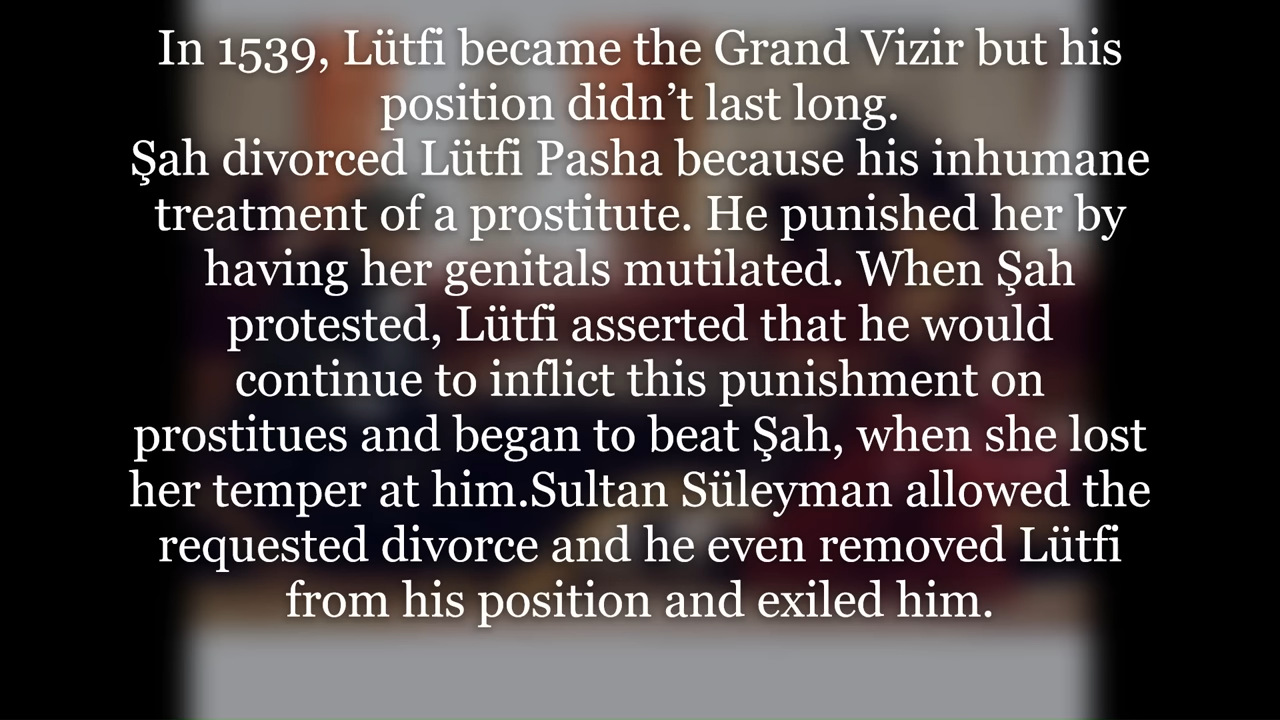 In 1539, Lütfi became the Grand Vizir but his
position didn’t last long.
Şah divorced Lütfi Pasha because his inhumane
treatment of a prostitute. He punished her by
having her genitals mutilated. When Şah
protested, Lütfi asserted that he would
continue to inflict this punishment on
prostitues and began to beat Şah, when she lost
her temper at him.Sultan Süleyman allowed the
requested divorce and he even removed Lütfi
from his position and exiled him.